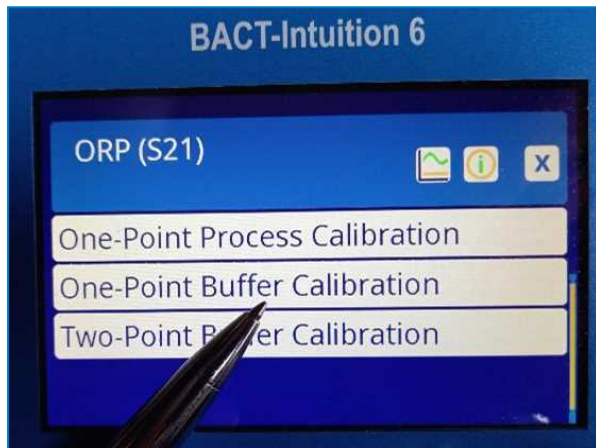 BACT-Intuition 6
ORP (S21)
X
One-Point Process Calibration
One-Point Buffer Calibration
Two-Point Calibration